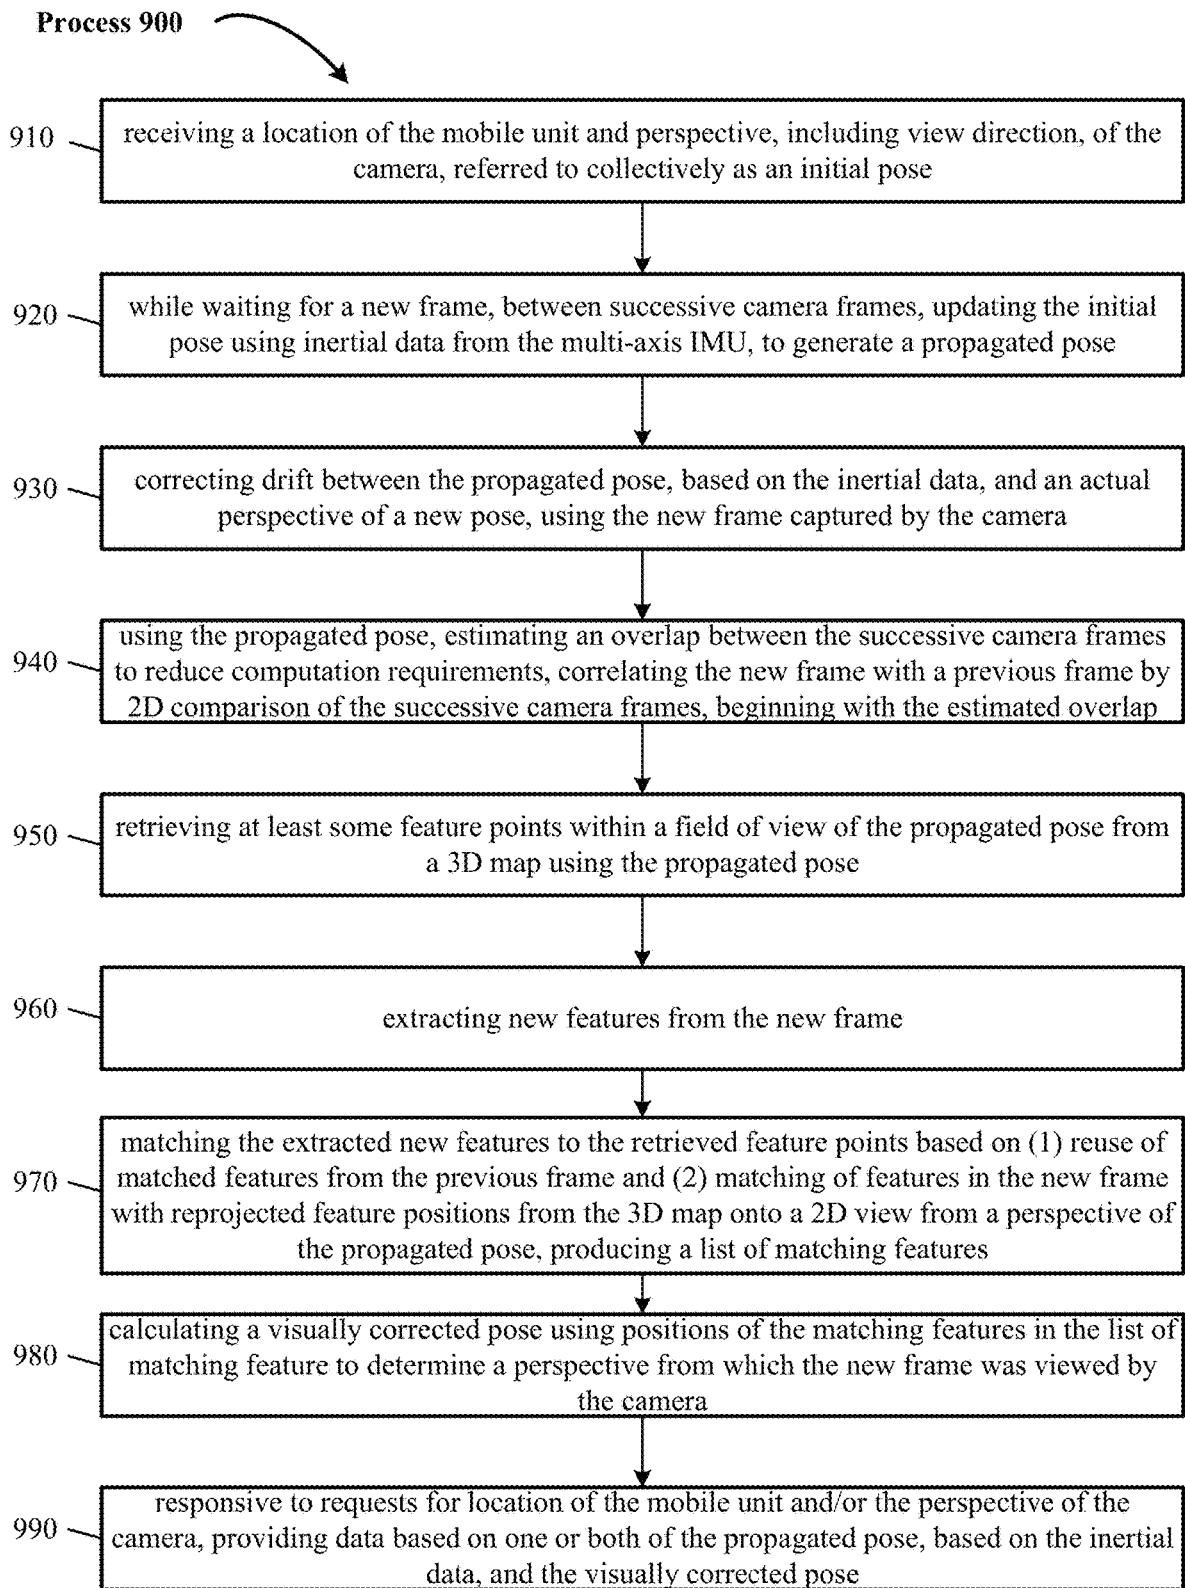 Process 900
910
receiving a location of the mobile unit and perspective, including view direction, of the
camera, referred to collectively as an initial pose
920
while waiting for a new frame, between successive camera frames, updating the initial
pose using inertial data from the multi-axis IMU, to generate a propagated pose
930
correcting drift between the propagated pose, based on the inertial data, and an actual
perspective of a new pose, using the new frame captured by the camera
940
using the propagated pose, estimating an overlap between the successive camera frames
to reduce computation requirements, correlating the new frame with a previous frame by
2D comparison of the successive camera frames, beginning with the estimated overlap
950
retrieving at least some feature points within a field of view of the propagated pose from
a 3D map using the propagated pose
960
extracting new features from the new frame
970
matching the extracted new features to the retrieved feature points based on (1) reuse of
matched features from the previous frame and (2) matching of features in the new frame
with reprojected feature positions from the 3D map onto a 2D view from a perspective of
the propagated pose, producing a list of matching features
980
calculating a visually corrected pose using positions of the matching features in the list of
matching feature to determine a perspective from which the new frame was viewed by
the camera
990
responsive to requests for location of the mobile unit and/or the perspective of the
camera, providing data based on one or both of the propagated pose, based on the inertial
data, and the visually corrected pose